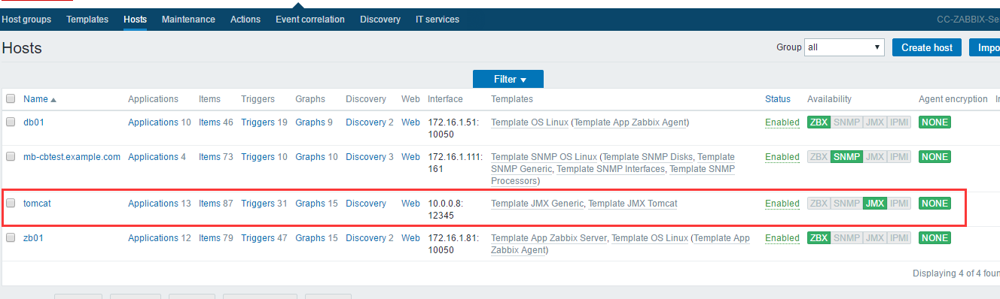 Host groups Templates Hosts Maintenance Actions Event correlation Discovery IT services CC-ZABBIX-Se
Hosts Group all Create host Impo
Filter
Name Applications Items Triggers Graphs Discovery Web Interface Templates Status Availability Agent encryption I
db01 Applications 10 Items 46 Triggers 19 Graphs 9 Discovery 2 Web 172.16.1.51: Template OS Linux (Template App Zabbix Agent) Enabled ZBX SNMP JMX IPMI NONE
10050
mb-cbtest.example.com Applications 4 Items 73 Triggers 10 Graphs 10 Discovery 3 Web 172.16.1.111: Template SNMP OS Linux (Template SNMP Disks, Template Enabled ZBX SNMP JMX IPMI NONE
161 SNMP Generic, Template SNMP Interfaces, Template SNMP
Processors)
tomcat Applications 13 Items 87 Triggers 31 Graphs 15 Discovery Web 10.0.0.8: Template JMX Generic, Template JMX Tomcat Enabled ZBX SNMP JMX IPMI NONE
12345
zb01 Applications 12 Items 79 Triggers 47 Graphs 15 Discovery 2 Web 172.16.1.81: Template App Zabbix Server, Template OS Linux (Template App Enabled ZBX SNMP JMX IPMI NONE
10050 Zabbix Agent)
Displaying 4 of 4 foun